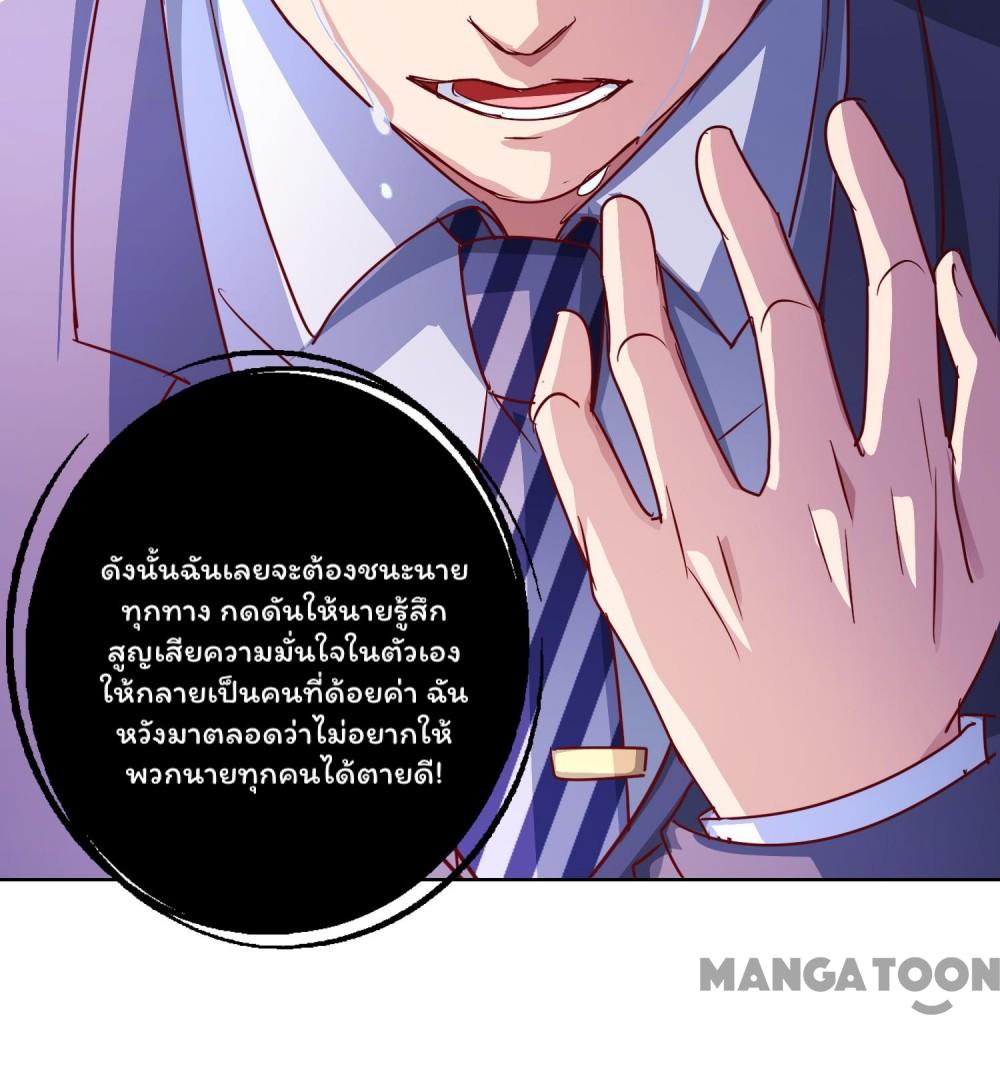 ดังนั้นฉันเลยจะต้องชนะนาย
ทุกทาง กดดันให้นายรู้สึก
สูญเสียความมั่นใจในตัวเอง
ให้กลายเป็นคนที่ด้อยค่า ฉัน
หวังมาตลอดว่าไม่อยากให้
พวกนายทุกคนได้ตายดี!
MANGA TOON